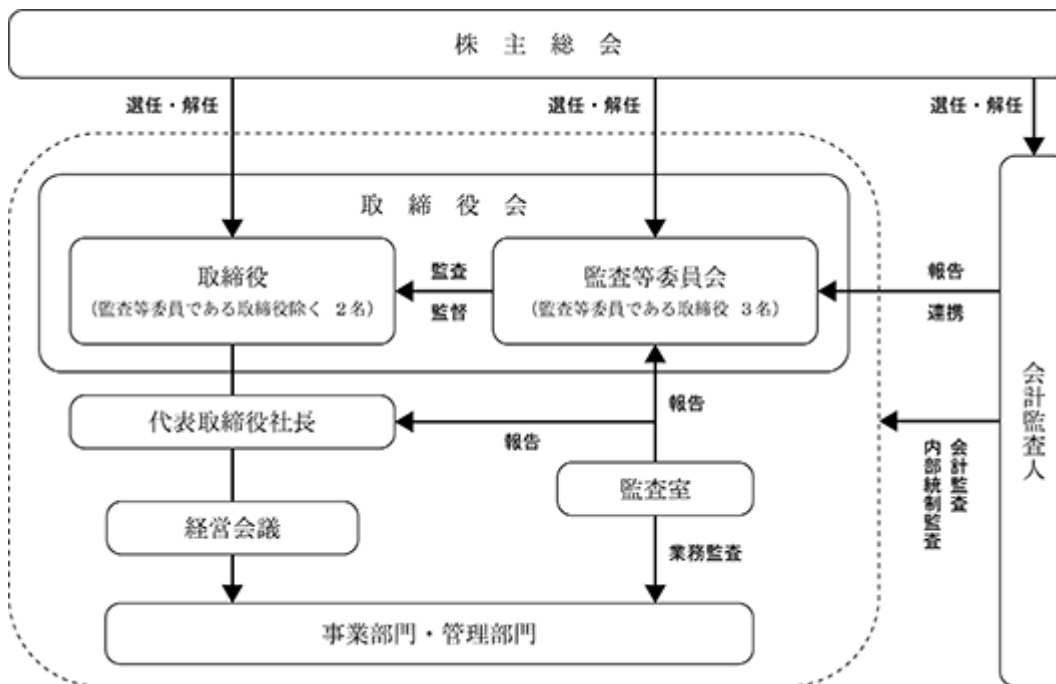 株主総会
選任・解任
選任・解任
選任・解任
取締役会
取締役
(監査等委員である取締役除く 2名)
監査
監督
監査等委員会
(監査等委員である取締役 3名)
報告
連携
会計監査人
代表取締役社長
報告
報告
会計監査
内部統制監査
監査室
経営会議
業務監査
事業部門・管理部門